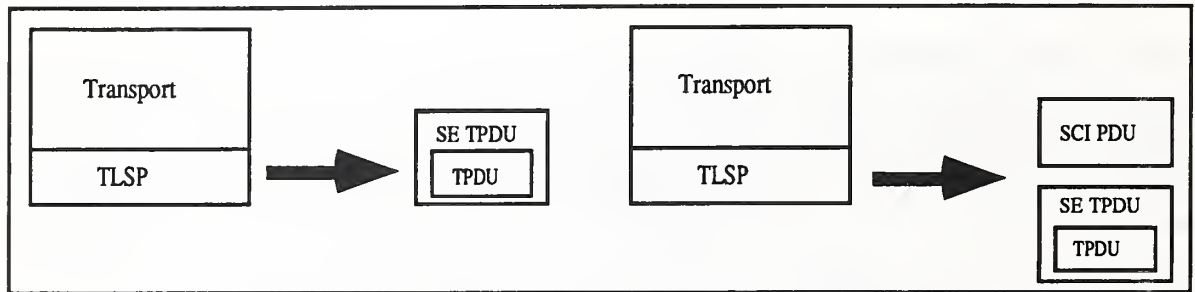 Transport
TLSP
SE TPDU
TPDU
Transport
TLSP
SCI PDU
SE TPDU
TPDU